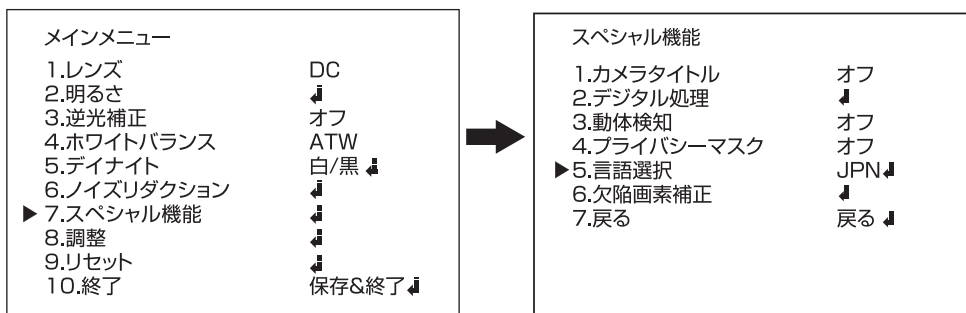 メインメニュー
1.レンズ DC
2.明るさ ↲
3.逆光補正 オフ
4.ホワイトバランス ATW
5.デイナイト 白/黒 ↲
6.ノイズリダクション ↲
▶ 7.スペシャル機能 ↲
8.調整 ↲
9.リセット ↲
10.終了 保存&終了↲
スペシャル機能
1.カメラタイトル オフ
2.デジタル処理 ↲
3.動体検知 オフ
4.プライバシーマスク オフ
▶5.言語選択 JPN↲
6.欠陥画素補正 ↲
7.戻る 戻る ↲